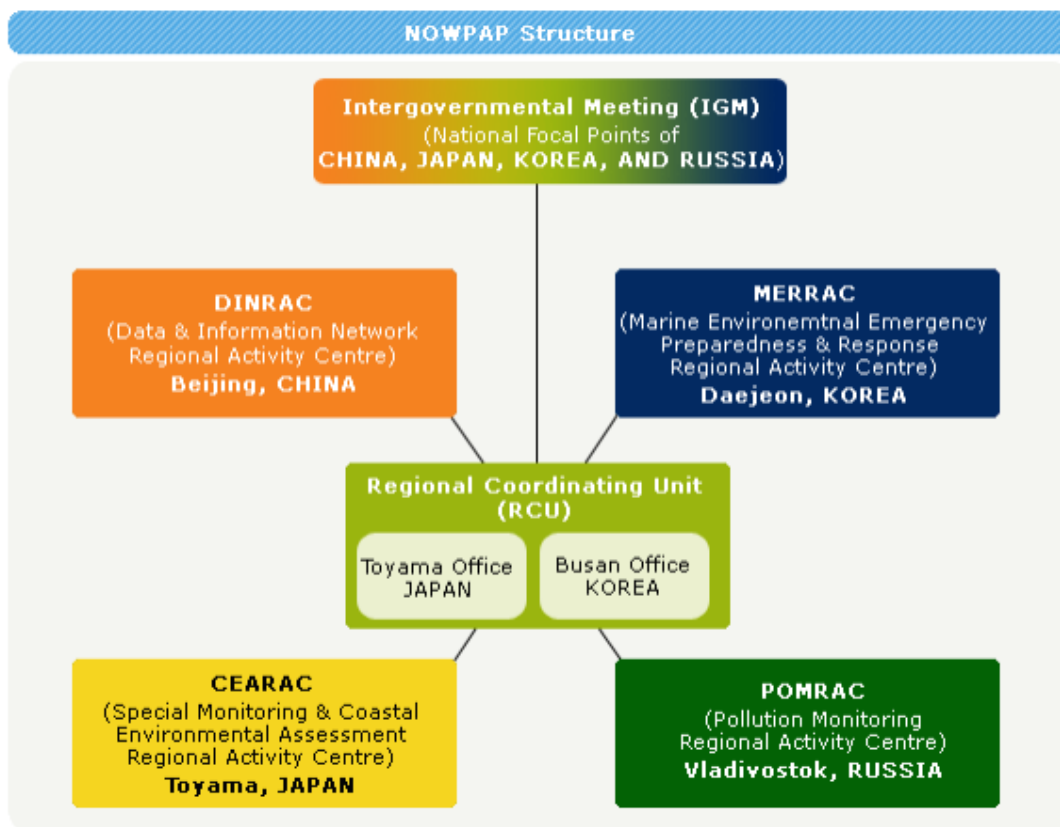 NOWPAP Structure
Intergovernmental Meeting (IGM)
(National Focal Points of
CHINA, JAPAN, KOREA, AND RUSSIA)
DINRAC
(Data & Information Network
Regional Activity Centre)
Beijing, CHINA
MERRAC
(Marine Environemtnal Emergency
Preparedness & Response
Regional Activity Centre)
Daejeon, KOREA
Regional Coordinating Unit
(RCU)
Toyama Office
JAPAN
Busan Office
KOREA
CEARAC
(Special Monitoring & Coastal
Environmental Assessment
Regional Activity Centre)
Toyama, JAPAN
POMRAC
(Pollution Monitoring
Regional Activity Centre)
Vladivostok, RUSSIA